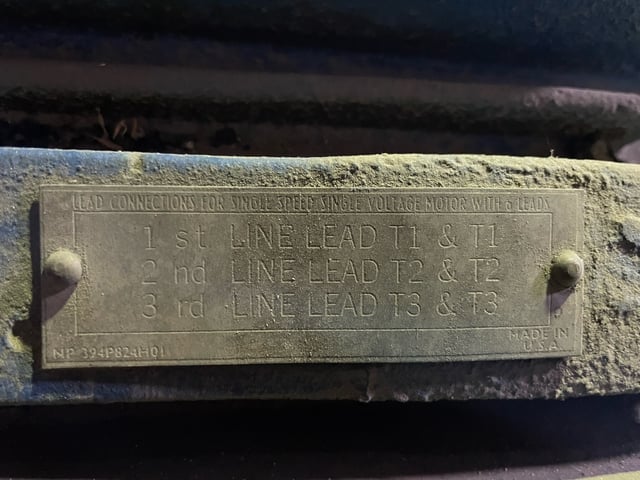 LEAD CONNECTIONS FOR SINGLE SPEED SINGLE VOLTAGE MOTOR WITH 6 LEADS
1 st LINE LEAD T1 & T1
2 nd LINE LEAD T2 & T2
3 rd LINE LEAD T3 & T3
NP 394P824H01
MADE IN
U.S.A.